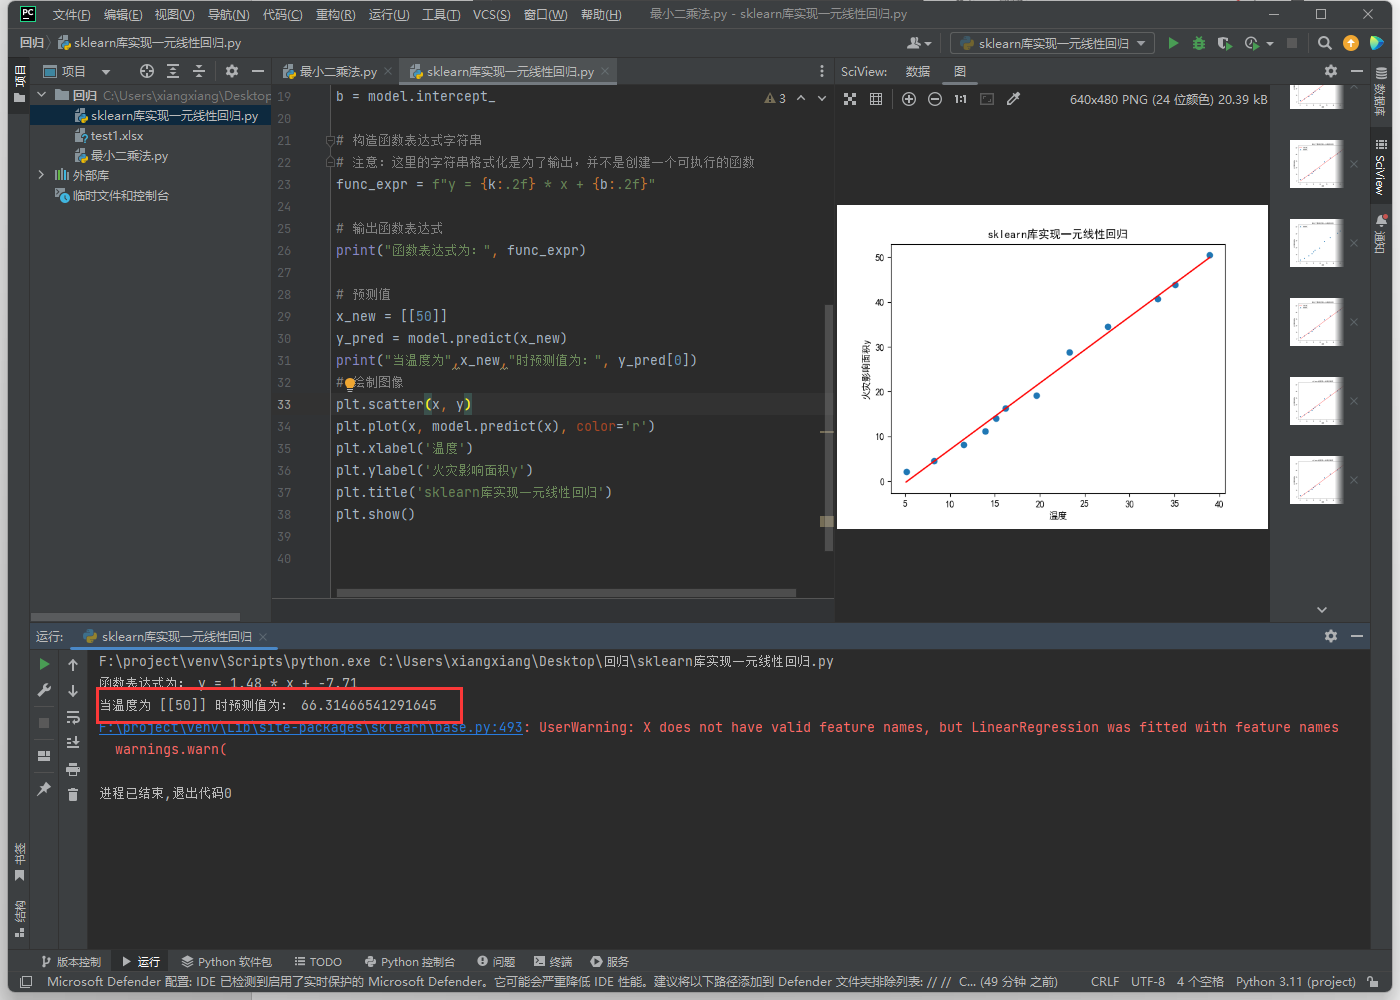 PC 文件(F) 编辑(E) 视图(V) 导航(N) 代码(C) 重构(R) 运行(U) 工具(T) VCS(S) 窗口(W) 帮助(H) 最小二乘法.py - sklearn库实现一元线性回归.py
回归 sklearn库实现一元线性回归.py
sklearn库实现一元线性回归
项目
项目
回归 C:\Users\xiangxiang\Desktop
sklearn库实现一元线性回归.py
test1.xlsx
最小二乘法.py
外部库
临时文件和控制台
最小二乘法.py
sklearn库实现一元线性回归.py
3
19 b = model.intercept_
20
21 # 构造函数表达式字符串
22 # 注意：这里的字符串格式化是为了输出，并不是创建一个可执行的函数
23 func_expr = f"y = {k:.2f} * x + {b:.2f}"
24
25 # 输出函数表达式
26 print("函数表达式为：", func_expr)
27
28 # 预测值
29 x_new = [[50]]
30 y_pred = model.predict(x_new)
31 print("当温度为",x_new,"时预测值为：", y_pred[0])
32 # 绘制图像
33 plt.scatter(x, y)
34 plt.plot(x, model.predict(x), color='r')
35 plt.xlabel('温度')
36 plt.ylabel('火灾影响面积y')
37 plt.title('sklearn库实现一元线性回归')
38 plt.show()
39
40
SciView: 数据 图
1:1
640x480 PNG (24 位颜色) 20.39 kB
sklearn库实现一元线性回归
火灾影响面积y
50
40
30
20
10
0
5 10 15 20 25 30 35 40
温度
数据库
SciView
通知
运行: sklearn库实现一元线性回归
F:\project\venv\Scripts\python.exe C:\Users\xiangxiang\Desktop\回归\sklearn库实现一元线性回归.py
函数表达式为： y = 1.48 * x + -7.71
当温度为 [[50]] 时预测值为： 66.31466541291645
F:\project\venv\Lib\site-packages\sklearn\base.py:493: UserWarning: X does not have valid feature names, but LinearRegression was fitted with feature names
warnings.warn(
进程已结束,退出代码0
书签
结构
版本控制 运行 Python 软件包 TODO Python 控制台 问题 终端 服务
Microsoft Defender 配置: IDE 已检测到启用了实时保护的 Microsoft Defender。它可能会严重降低 IDE 性能。建议将以下路径添加到 Defender 文件夹排除列表: // // C... (49 分钟 之前) CRLF UTF-8 4 个空格 Python 3.11 (project)